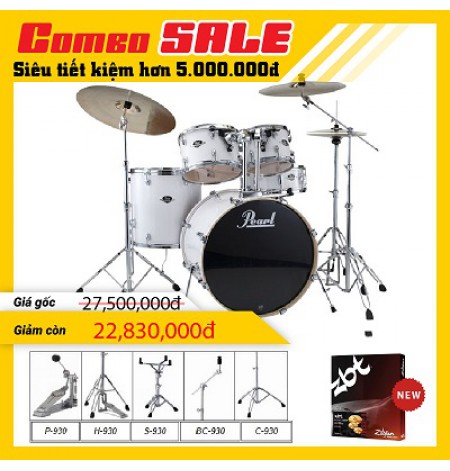 Combo SALE
Siêu tiết kiệm hơn 5.000.000đ
Pearl
Giá gốc 27,500,000đ
Giảm còn 22,830,000đ
P-930 H-930 S-930 BC-930 C-930
zbt
NEW
Zildjian